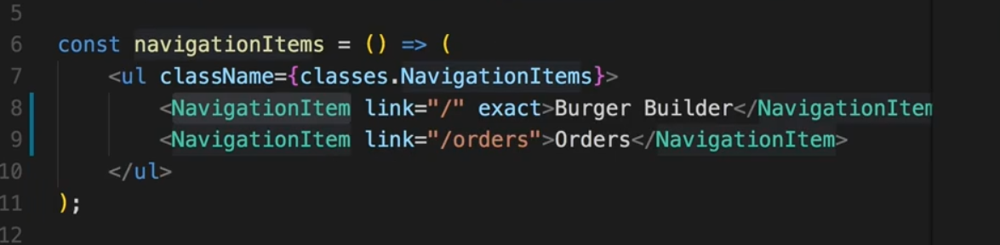 5
6 const navigationItems = () => (
7 <ul className={classes.NavigationItems}>
8 <NavigationItem link="/" exact>Burger Builder</NavigationItem
9 <NavigationItem link="/orders">Orders</NavigationItem>
10 </ul>
11 );
12